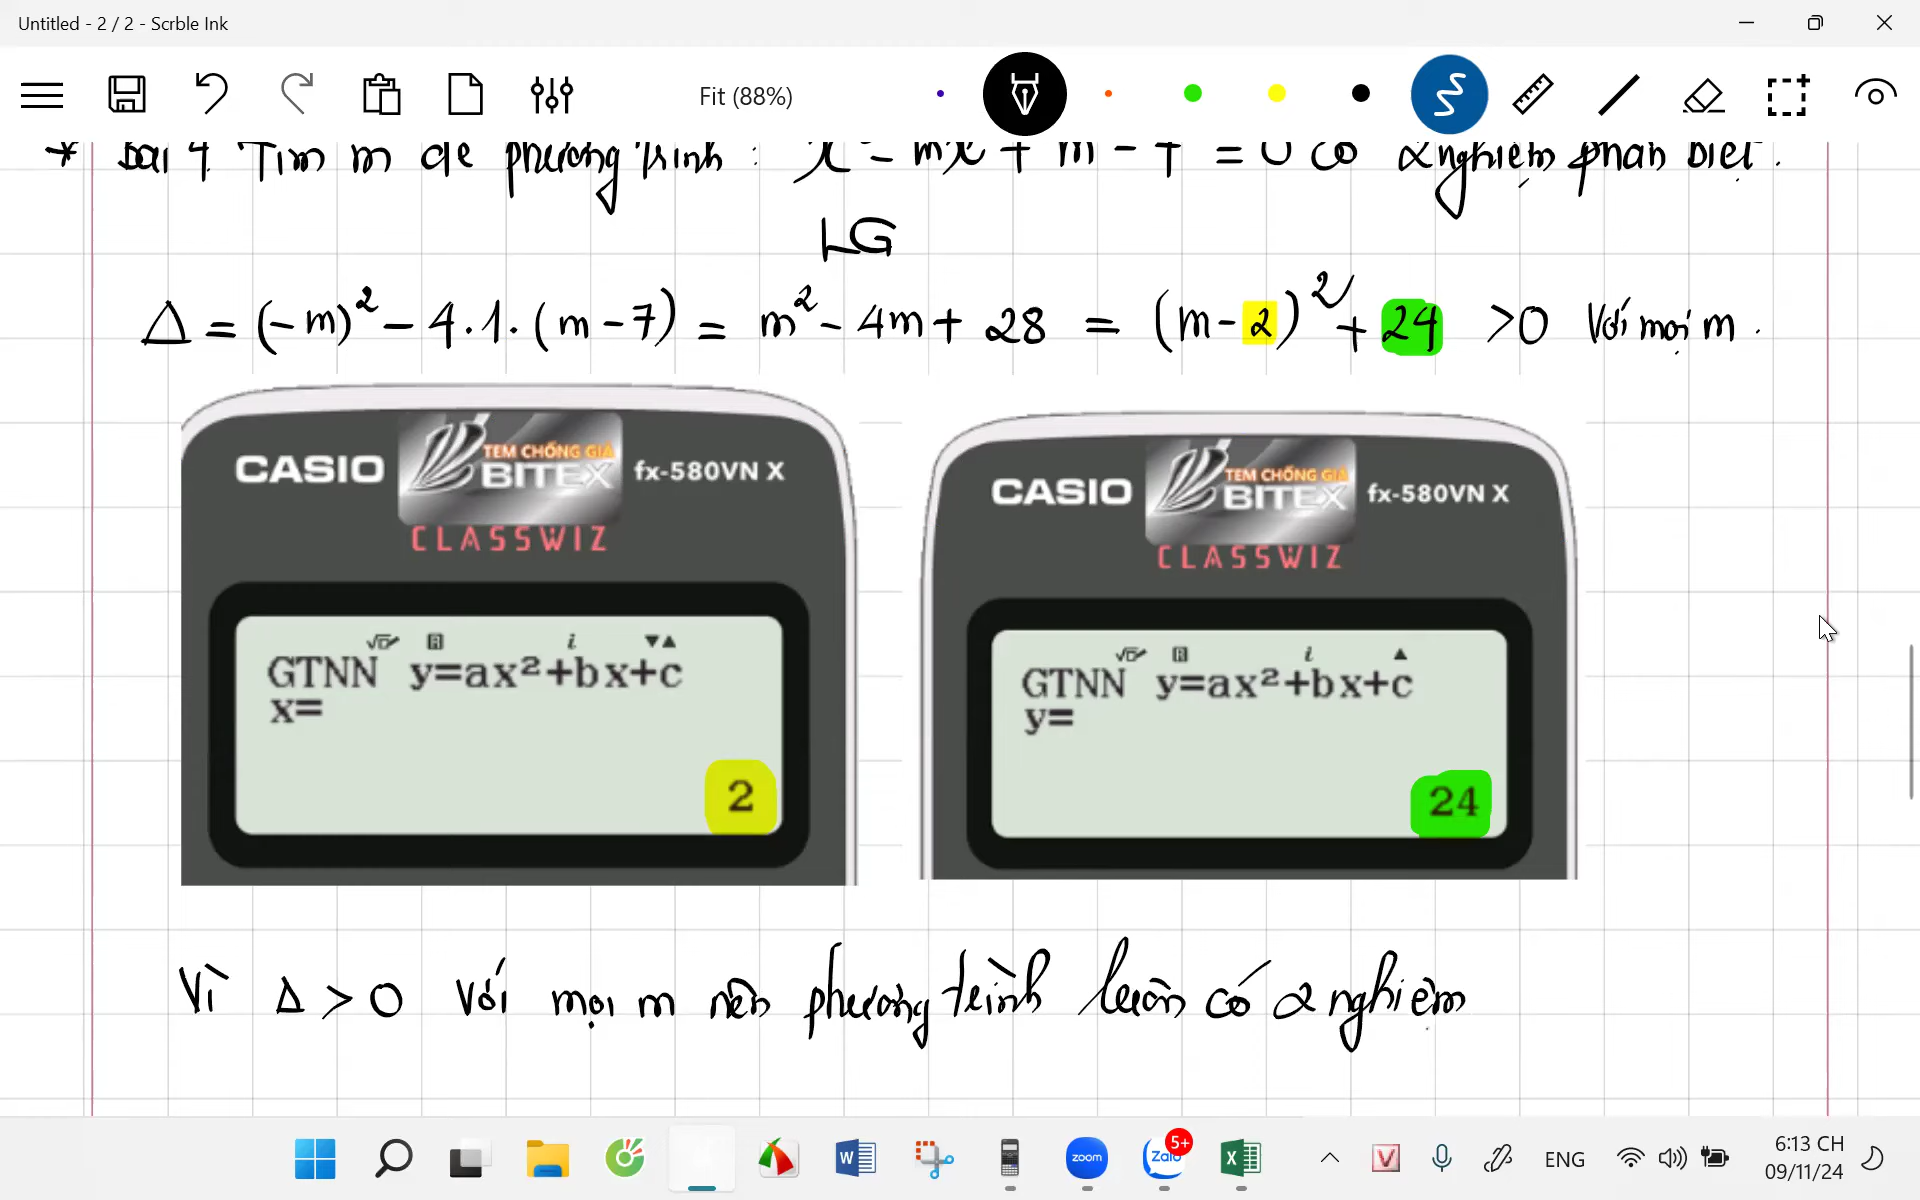 Untitled - 2 / 2 - Scrble Ink
Fit (88%)
* Bài 4. Tìm m để phương trình : x² - mx + m - 7 = 0 có 2 nghiệm phân biệt.
LG
Δ = (-m)² - 4.1.(m-7) = m² - 4m + 28 = (m-2)² + 24 >0 Với mọi m.
CASIO TEM CHỐNG GIẢ BITEX fx-580VN X
CLASSWIZ
GTNN y=ax²+bx+c
x=
2
CASIO TEM CHỐNG GIẢ BITEX fx-580VN X
CLASSWIZ
GTNN y=ax²+bx+c
y=
24
Vì Δ > 0 với mọi m nên phương trình luôn có 2 nghiệm
W
zoom
Zalo
5+
X
V
ENG
6:13 CH
09/11/24